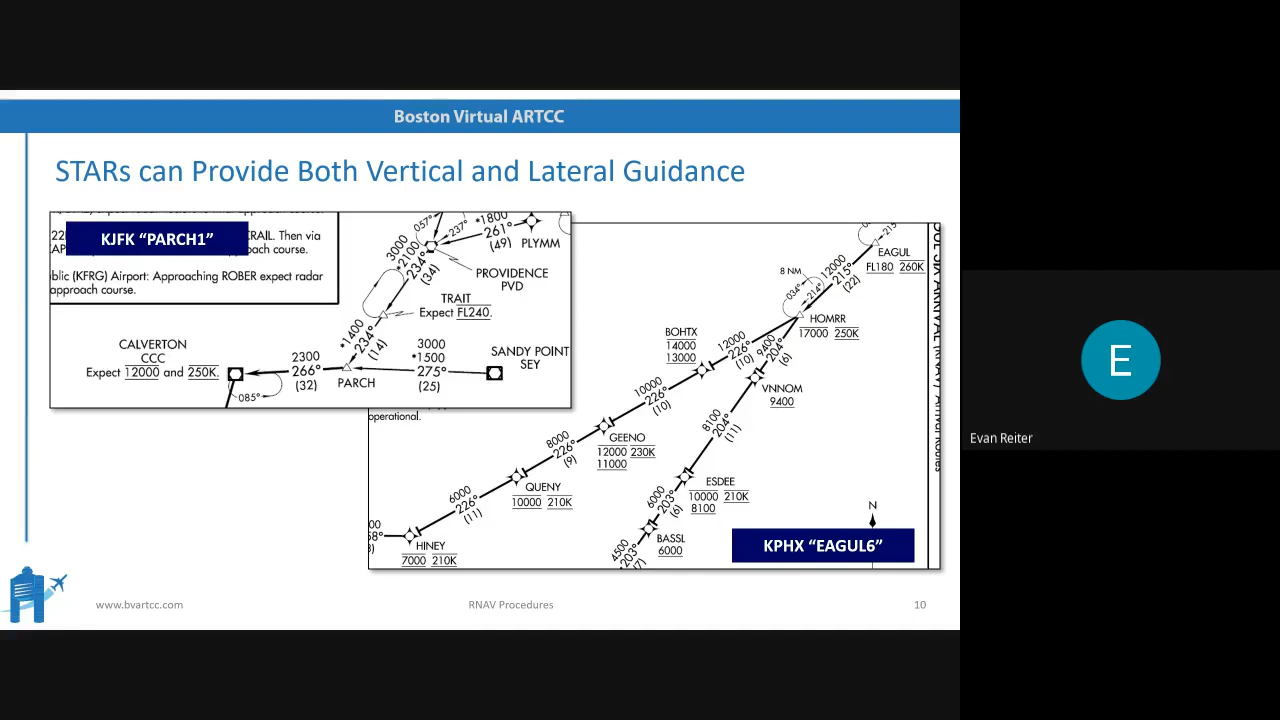 Boston Virtual ARTCC
STARs can Provide Both Vertical and Lateral Guidance
KJFK “PARCH1”
CRAIL. Then via
oach course.
blic (KFRG) Airport: Approaching ROBER expect radar
approach course.
057°
237°
*1800
261°
(49)
PLYMM
3000
*2100
234°
(34)
PROVIDENCE
PVD
TRAIT
Expect FL240.
*1400
234°
(14)
CALVERTON
CCC
Expect 12000 and 250K.
2300
266°
(32)
085°
PARCH
3000
*1500
275°
(25)
SANDY POINT
SEY
operational.
215°
EAGUL
FL180 260K
12000
215°
(22)
8 NM
034°
214°
HOMRR
17000 250K
BOHTX
14000
13000
12000
226°
(10)
9400
204°
(6)
VNNOM
9400
10000
226°
(10)
8100
204°
(11)
GEENO
12000 230K
11000
8000
226°
(9)
QUENY
10000 210K
ESDEE
10000 210K
8100
6000
226°
(11)
6000
203°
(6)
HINEY
7000 210K
BASSL
6000
4500
203°
(7)
N
KPHX “EAGUL6”
www.bvartcc.com
RNAV Procedures
10
E
Evan Reiter